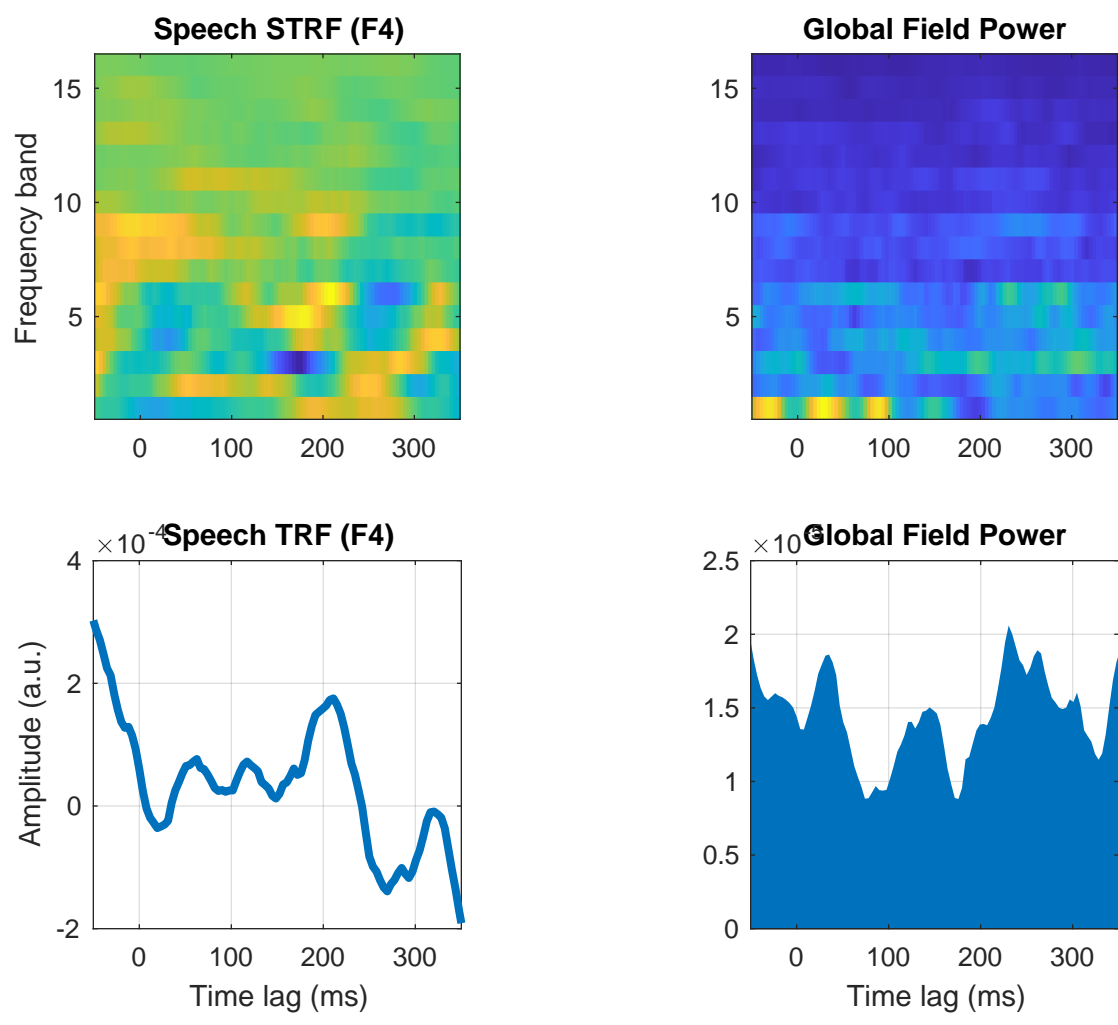 Speech STRF (F4)
Global Field Power
Frequency band
15
10
5
0 100 200 300
15
10
5
0 100 200 300
Speech TRF (F4)
Global Field Power
×10⁻⁴
Amplitude (a.u.)
4
2
0
-2
0 100 200 300
Time lag (ms)
×10
2.5
2
1.5
1
0.5
0
0 100 200 300
Time lag (ms)